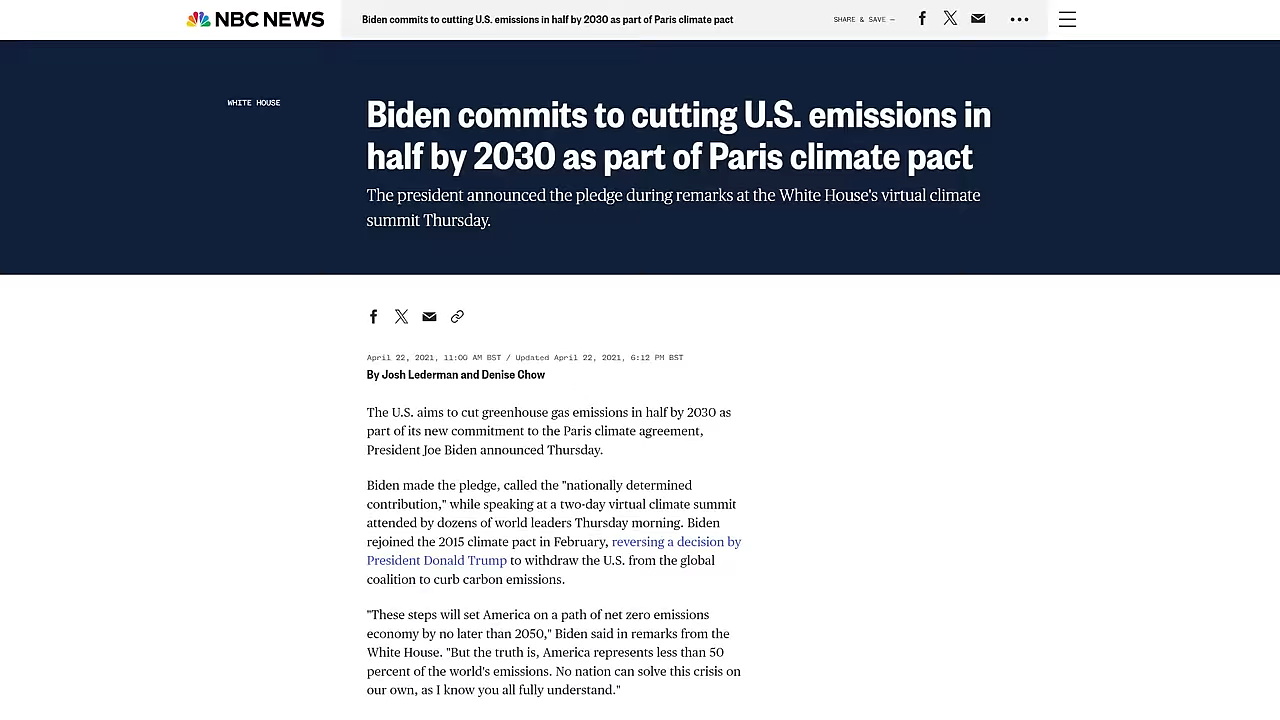 NBC NEWS
Biden commits to cutting U.S. emissions in half by 2030 as part of Paris climate pact
SHARE & SAVE —
WHITE HOUSE
Biden commits to cutting U.S. emissions in
half by 2030 as part of Paris climate pact
The president announced the pledge during remarks at the White House's virtual climate
summit Thursday.
April 22, 2021, 11:00 AM BST / Updated April 22, 2021, 6:12 PM BST
By Josh Lederman and Denise Chow
The U.S. aims to cut greenhouse gas emissions in half by 2030 as
part of its new commitment to the Paris climate agreement,
President Joe Biden announced Thursday.
Biden made the pledge, called the "nationally determined
contribution," while speaking at a two-day virtual climate summit
attended by dozens of world leaders Thursday morning. Biden
rejoined the 2015 climate pact in February, reversing a decision by
President Donald Trump to withdraw the U.S. from the global
coalition to curb carbon emissions.
"These steps will set America on a path of net zero emissions
economy by no later than 2050," Biden said in remarks from the
White House. "But the truth is, America represents less than 50
percent of the world's emissions. No nation can solve this crisis on
our own, as I know you all fully understand."